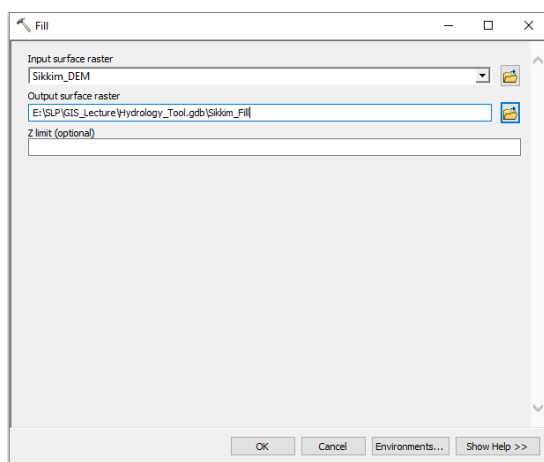 Fill
Input surface raster
Sikkim_DEM
Output surface raster
E:\SLP\GIS_Lecture\Hydrology_Tool.gdb\Sikkim_Fill
Z limit (optional)
OK Cancel Environments... Show Help >>